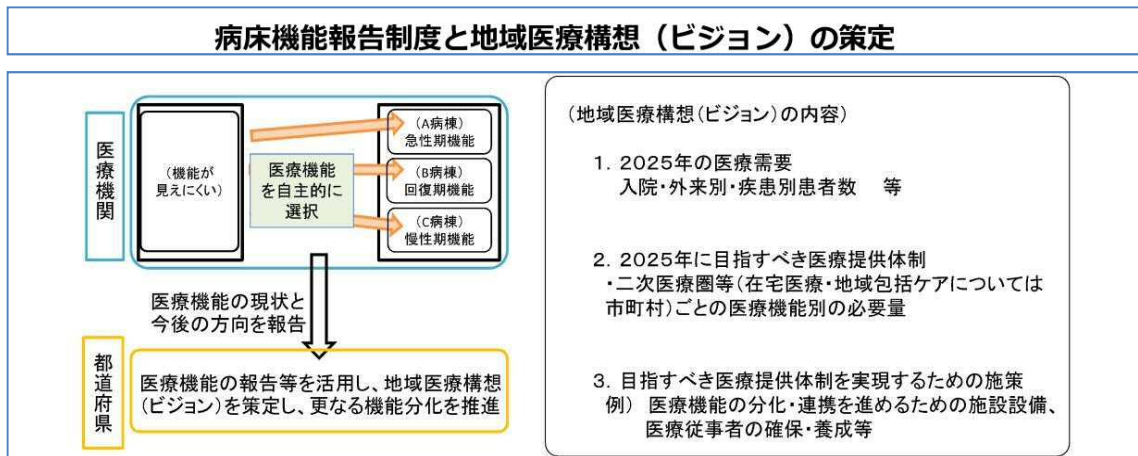 病床機能報告制度と地域医療構想（ビジョン）の策定
医療機関
（機能が
見えにくい）
医療機能
を自主的に
選択
（A病棟）
急性期機能
（B病棟）
回復期機能
（C病棟）
慢性期機能
医療機能の現状と
今後の方向を報告
都道府県
医療機能の報告等を活用し、地域医療構想
（ビジョン）を策定し、更なる機能分化を推進
（地域医療構想（ビジョン）の内容）
１．2025年の医療需要
入院・外来別・疾患別患者数　等
２．2025年に目指すべき医療提供体制
・二次医療圏等（在宅医療・地域包括ケアについては
市町村）ごとの医療機能別の必要量
３．目指すべき医療提供体制を実現するための施策
例）　医療機能の分化・連携を進めるための施設設備、
医療従事者の確保・養成等